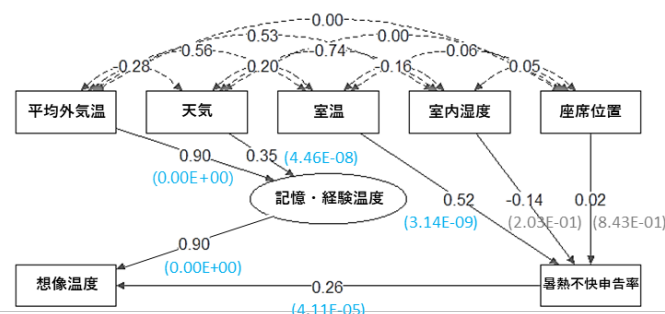 0.00
0.56 0.53 0.00
-0.74 -0.06
-0.28 0.20 -0.16 0.05
平均外気温 天気 室温 室内湿度 座席位置
0.90 0.35 (4.46E-08)
(0.00E+00)
記憶・経験温度 0.52 -0.14 0.02
(3.14E-09) (2.03E-01) (8.43E-01)
0.90
(0.00E+00)
想像温度 暑熱不快申告率
0.26
(4.11E-05)